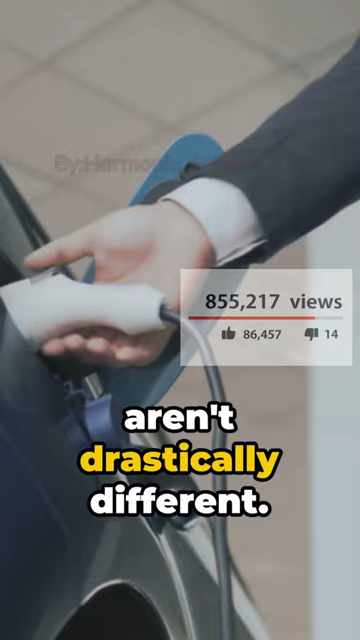 855,217 views
86,457 14
aren't
drastically
different.